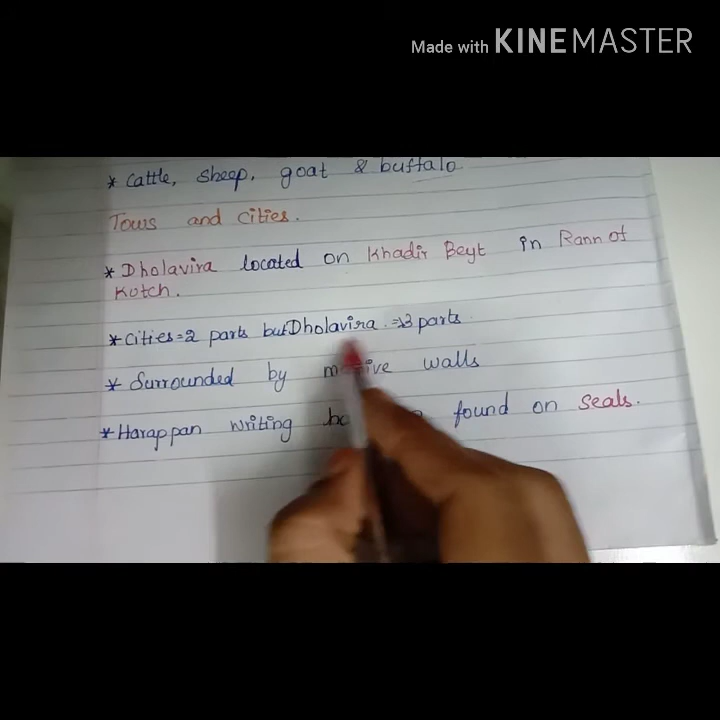 Made with KINEMASTER
* Cattle, sheep, goat & buffalo
Tows and cities.
* Dholavira located on Khadir Beyt in Rann of
Kutch.
* Cities=2 parts but Dholavira =>3 parts
* Surrounded by walls
* Harappan writing found on seals.